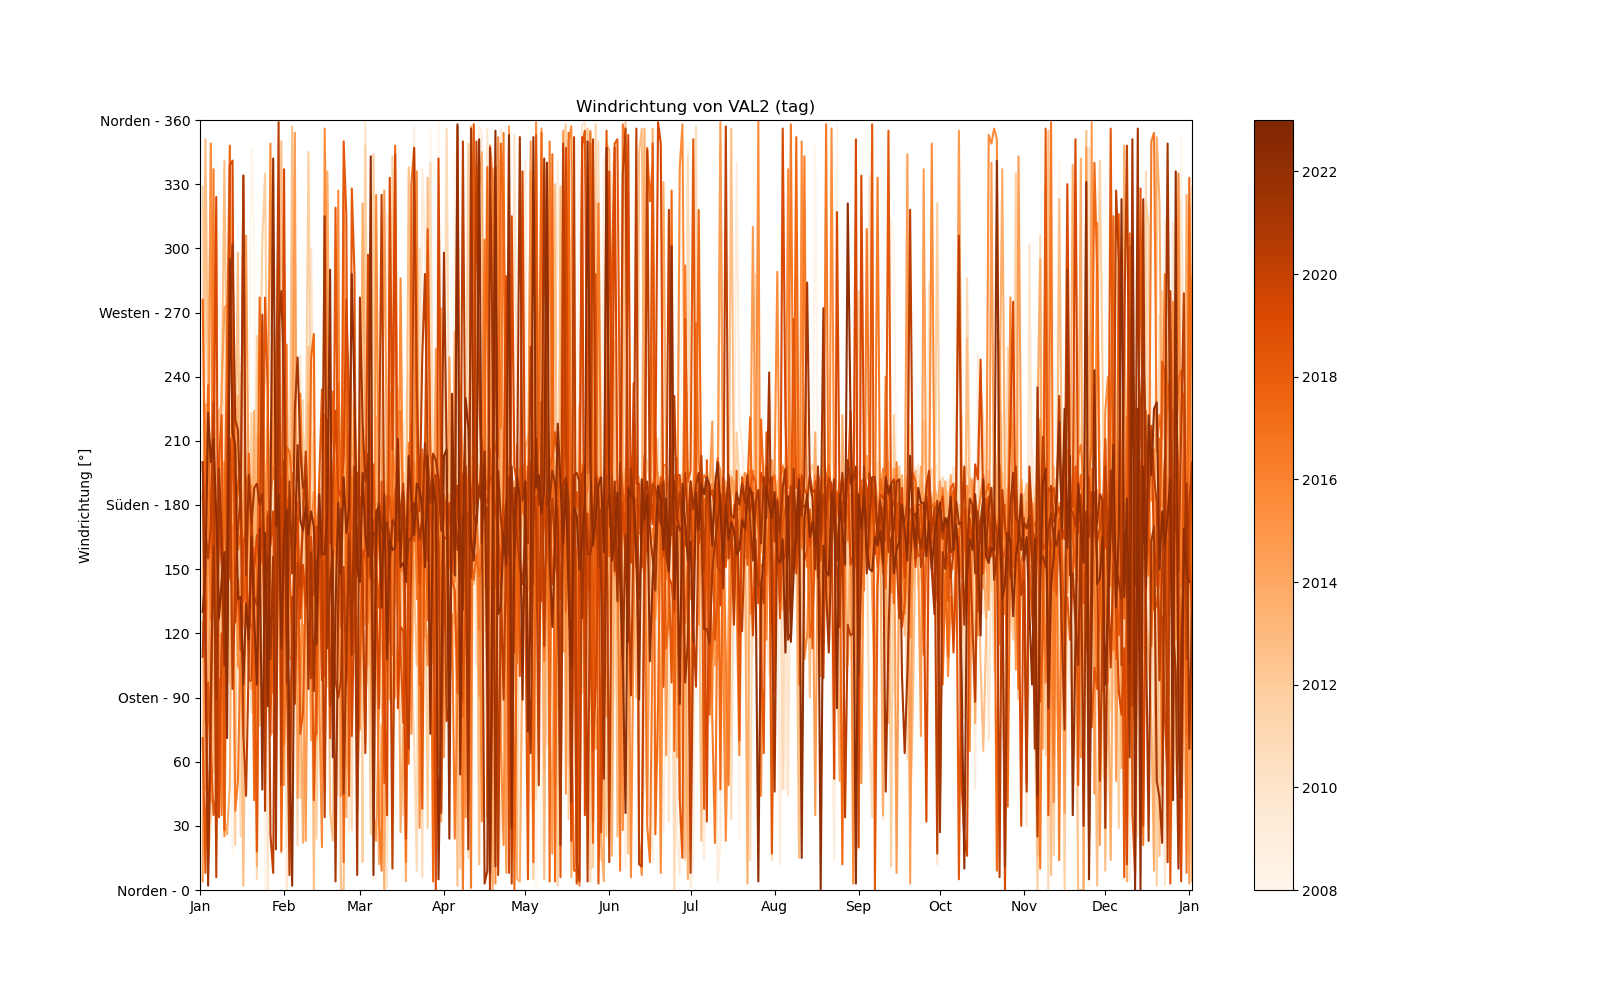 Windrichtung von VAL2 (tag)
Windrichtung [°]
Norden - 360
330
300
Westen - 270
240
210
Süden - 180
150
120
Osten - 90
60
30
Norden - 0
Jan Feb Mar Apr May Jun Jul Aug Sep Oct Nov Dec Jan
2022
2020
2018
2016
2014
2012
2010
2008